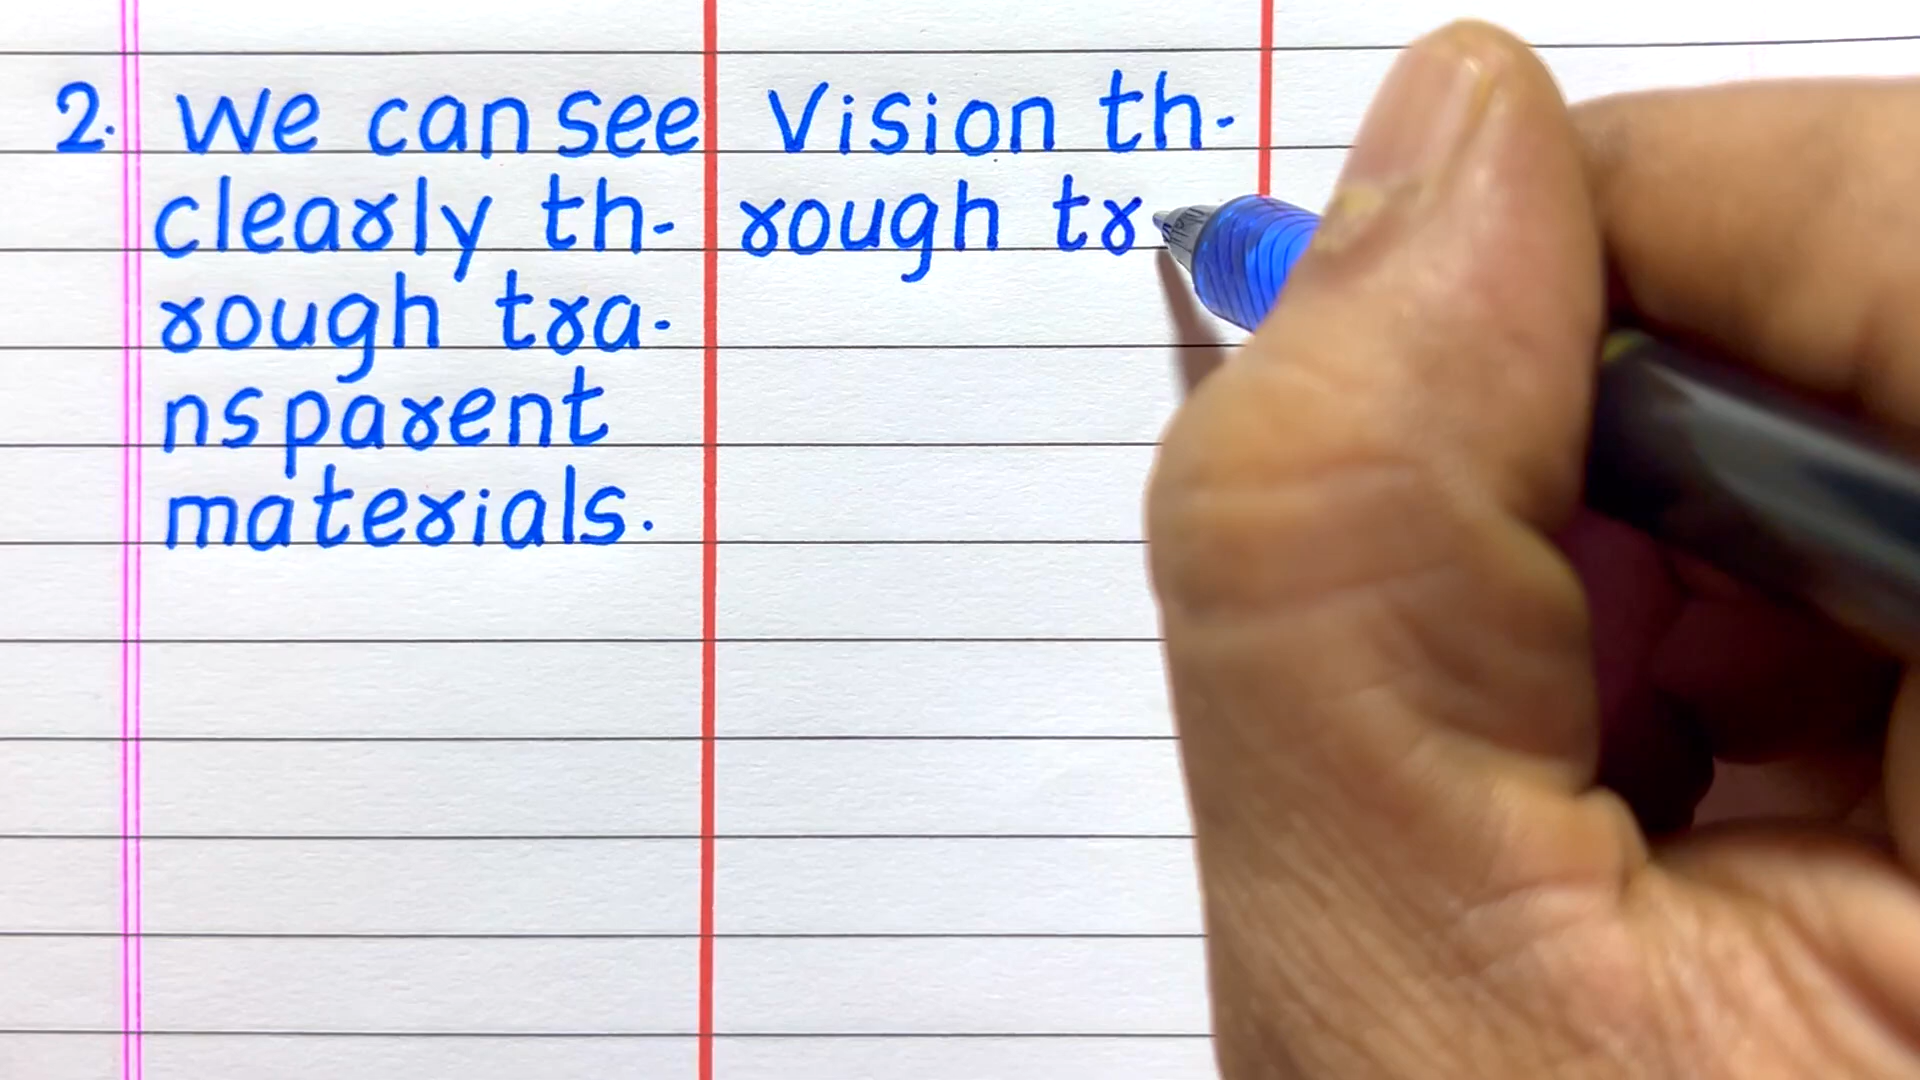 2. We can see
clearly th-
rough tra-
nsparent
materials.
Vision th-
rough tr